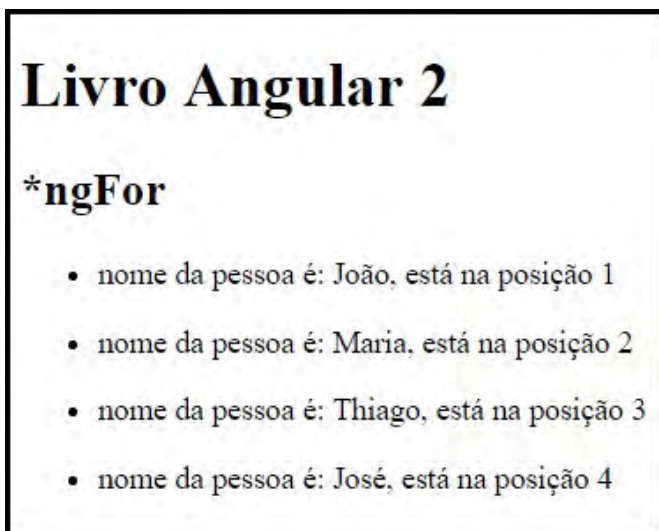 Livro Angular 2
*ngFor
• nome da pessoa é: João, está na posição 1
• nome da pessoa é: Maria, está na posição 2
• nome da pessoa é: Thiago, está na posição 3
• nome da pessoa é: José, está na posição 4